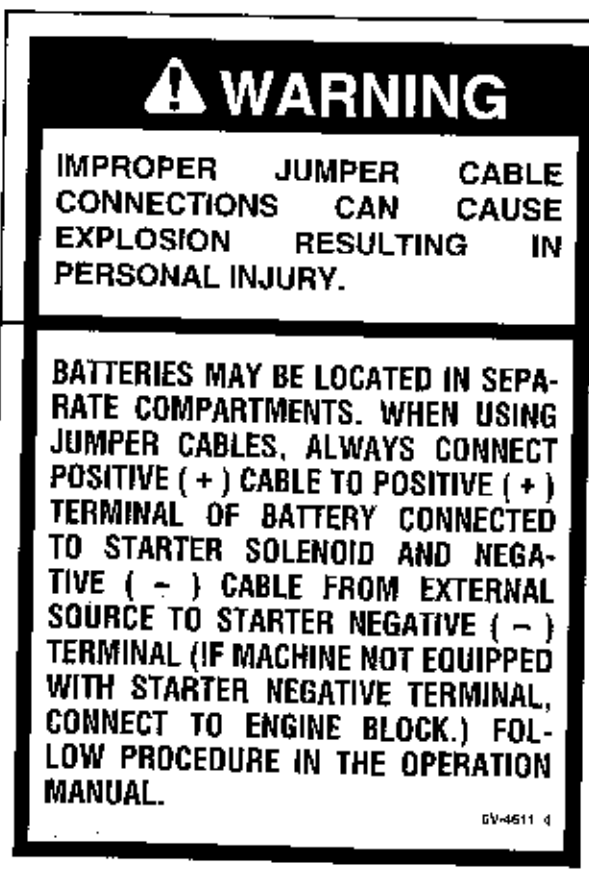 WARNING
IMPROPER JUMPER CABLE
CONNECTIONS CAN CAUSE
EXPLOSION RESULTING IN
PERSONAL INJURY.
BATTERIES MAY BE LOCATED IN SEPA-
RATE COMPARTMENTS. WHEN USING
JUMPER CABLES, ALWAYS CONNECT
POSITIVE ( + ) CABLE TO POSITIVE ( + )
TERMINAL OF BATTERY CONNECTED
TO STARTER SOLENOID AND NEGA-
TIVE ( - ) CABLE FROM EXTERNAL
SOURCE TO STARTER NEGATIVE ( - )
TERMINAL (IF MACHINE NOT EQUIPPED
WITH STARTER NEGATIVE TERMINAL,
CONNECT TO ENGINE BLOCK.) FOL-
LOW PROCEDURE IN THE OPERATION
MANUAL.